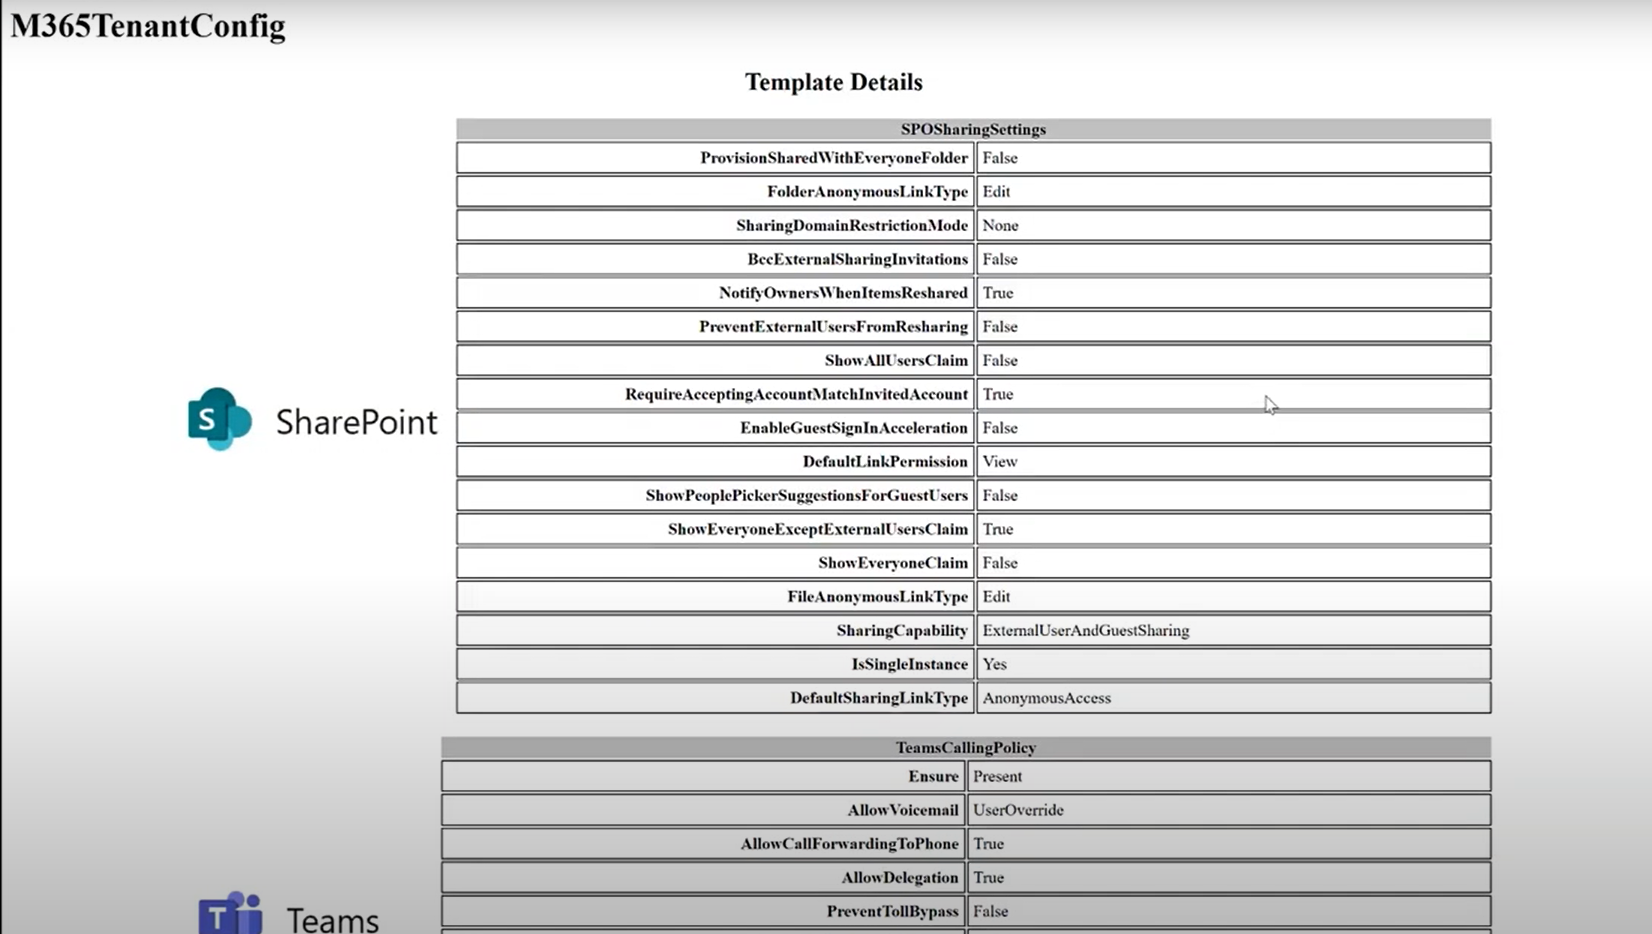 M365TenantConfig
Template Details
SPOSharingSettings
ProvisionSharedWithEveryoneFolder False
FolderAnonymousLinkType Edit
SharingDomainRestrictionMode None
BccExternalSharingInvitations False
NotifyOwnersWhenItemsReshared True
PreventExternalUsersFromResharing False
ShowAllUsersClaim False
RequireAcceptingAccountMatchInvitedAccount True
EnableGuestSignInAcceleration False
DefaultLinkPermission View
ShowPeoplePickerSuggestionsForGuestUsers False
ShowEveryoneExceptExternalUsersClaim True
ShowEveryoneClaim False
FileAnonymousLinkType Edit
SharingCapability ExternalUserAndGuestSharing
IsSingleInstance Yes
DefaultSharingLinkType AnonymousAccess
S SharePoint
TeamsCallingPolicy
Ensure Present
AllowVoicemail UserOverride
AllowCallForwardingToPhone True
AllowDelegation True
PreventTollBypass False
T Teams